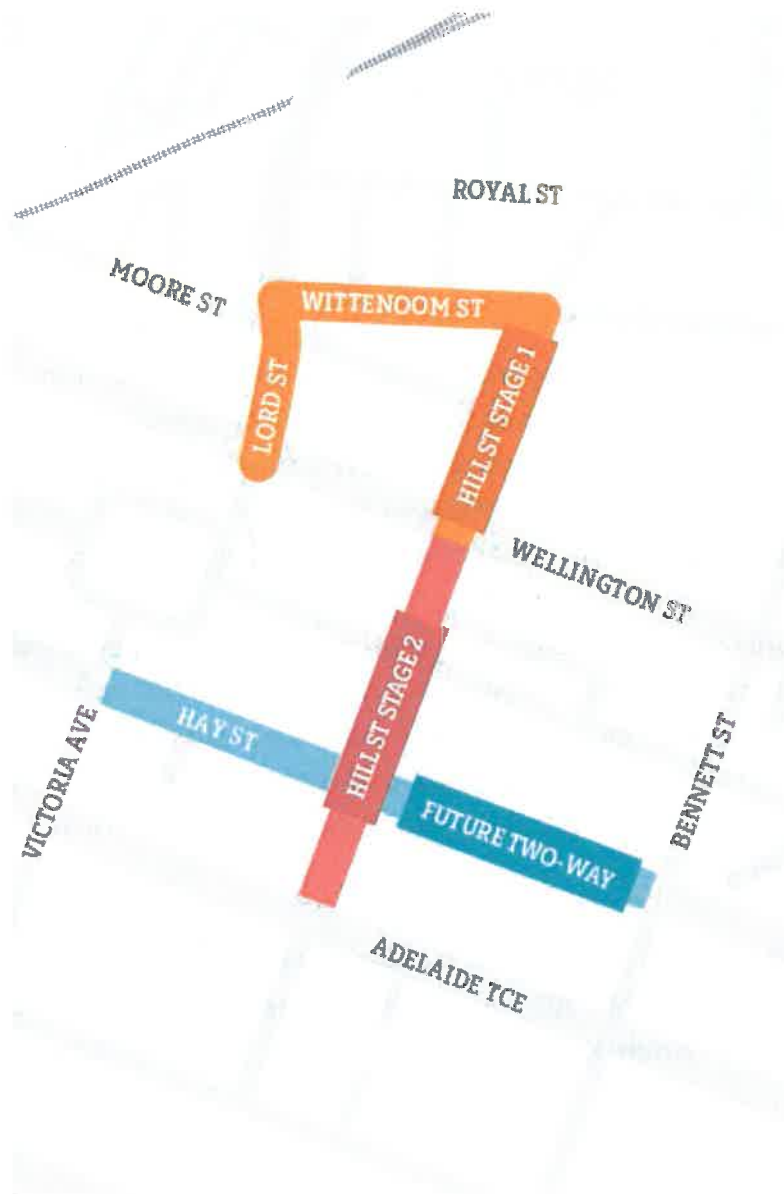 ROYAL ST
MOORE ST
WITTENOOM ST
LORD ST
HILL ST STAGE 1
WELLINGTON ST
HILL ST STAGE 2
HAY ST
VICTORIA AVE
BENNETT ST
FUTURE TWO-WAY
ADELAIDE TCE